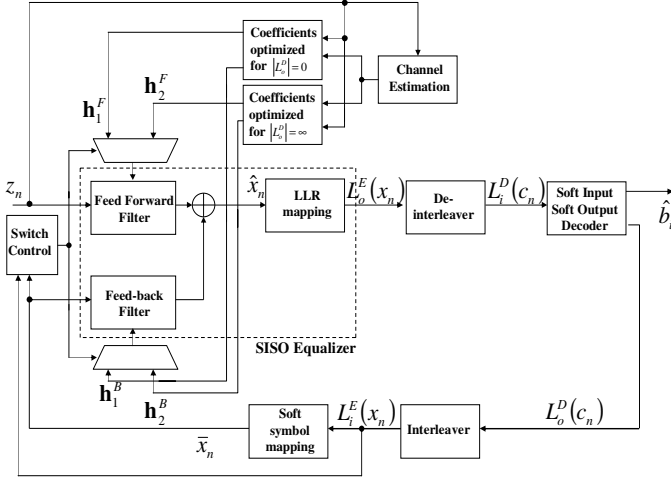 Coefficients
optimized
for |L_o^D|=0
Channel
Estimation
h_1^F
h_2^F
Coefficients
optimized
for |L_o^D|=∞
z_n
Feed Forward
Filter
x̂_n
LLR
mapping
L_o^E(x_n)
De-
interleaver
L_i^D(c_n)
Soft Input
Soft Output
Decoder
b̂
Switch
Control
Feed-back
Filter
SISO Equalizer
h_1^B
h_2^B
x̄_n
Soft
symbol
mapping
L_i^E(x_n)
Interleaver
L_o^D(c_n)